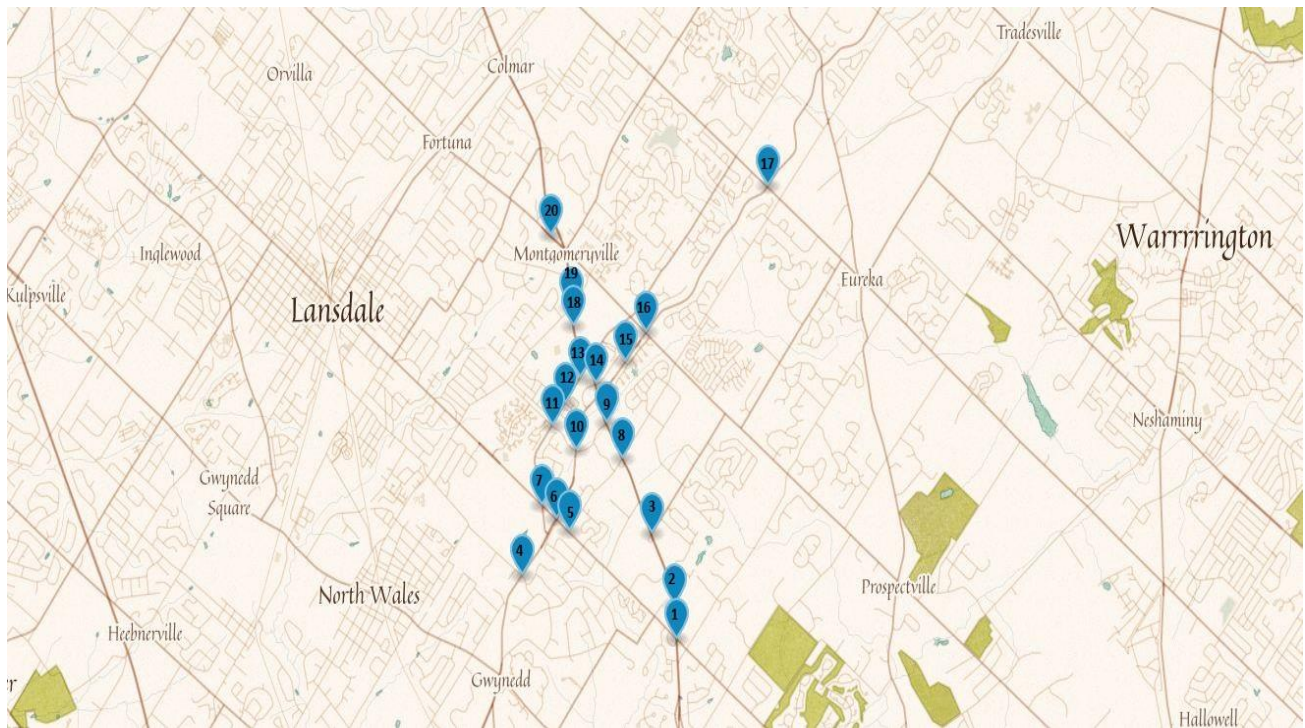 Tradesville
Orvilla
Colmar
Fortuna
17
20
Warrrrington
Inglewood
Montgomeryville
19
Eureka
Kulpsville
18
16
Lansdale
15
13
14
12
11
9
10
8
Neshaminy
Gwynedd
Square
7
6
5
3
4
2
Prospectville
North Wales
1
Heebnerville
Gwynedd
er
Hallowell